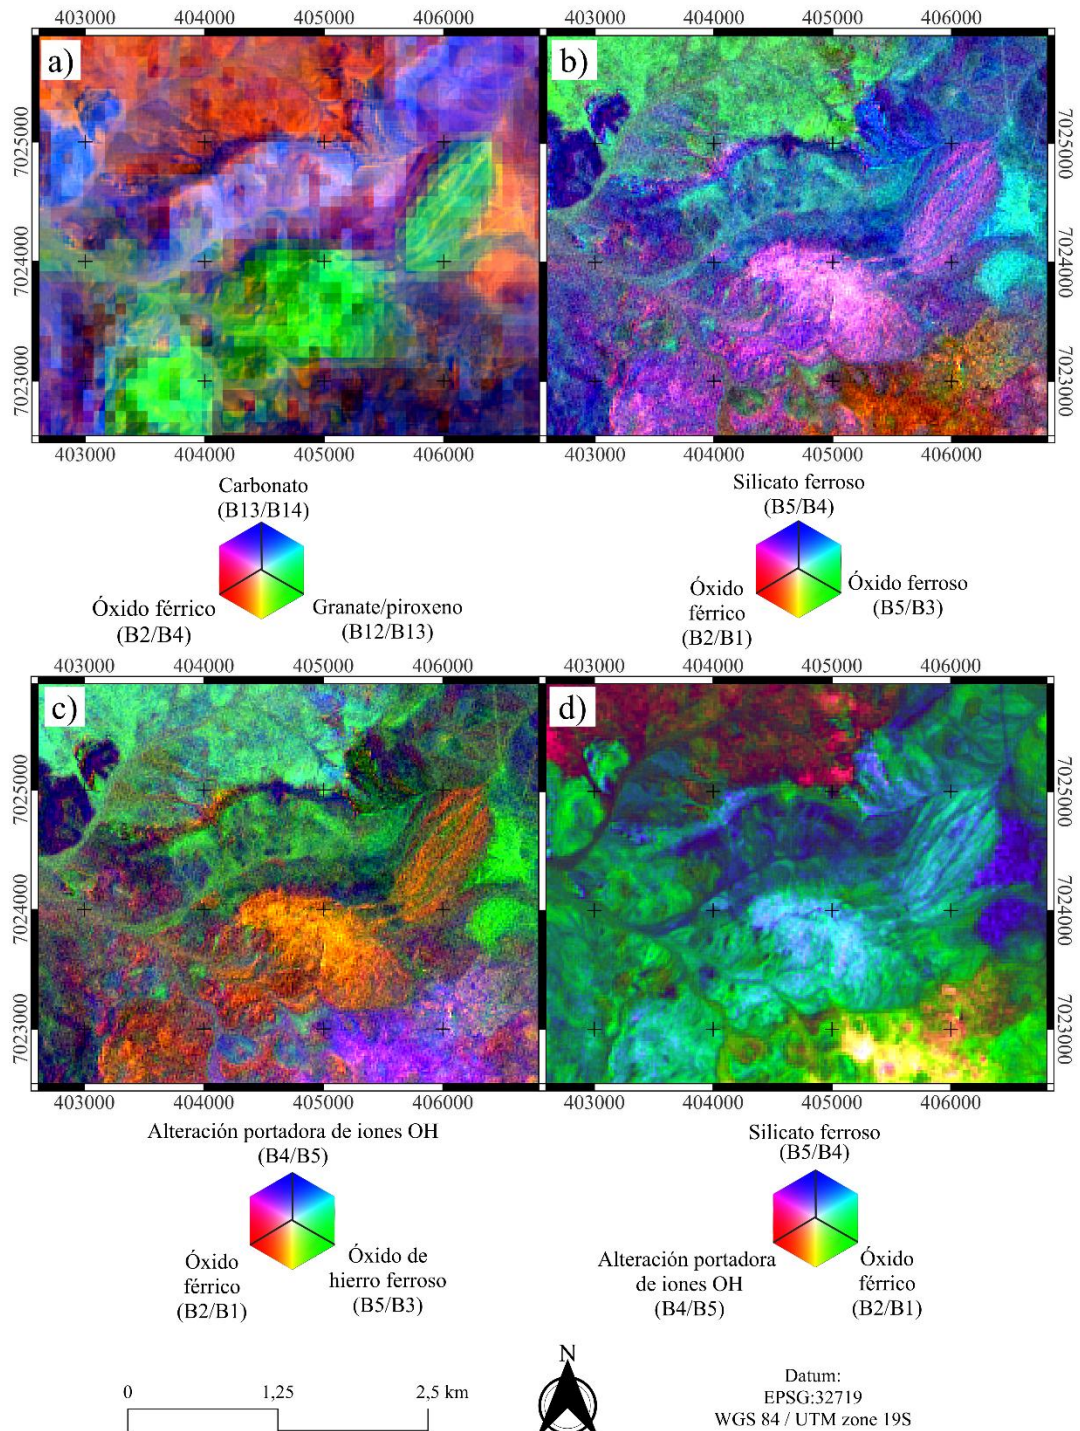 403000 404000 405000 406000 403000 404000 405000 406000
a) b)
7025000 7025000
7024000 7024000
7023000 7023000
403000 404000 405000 406000 403000 404000 405000 406000
Carbonato
(B13/B14)
Óxido férrico
(B2/B4)
Granate/piroxeno
(B12/B13)
Silicato ferroso
(B5/B4)
Óxido
férrico
(B2/B1)
Óxido ferroso
(B5/B3)
403000 404000 405000 406000 403000 404000 405000 406000
c) d)
7025000 7025000
7024000 7024000
7023000 7023000
403000 404000 405000 406000 403000 404000 405000 406000
Alteración portadora de iones OH
(B4/B5)
Óxido
férrico
(B2/B1)
Óxido de
hierro ferroso
(B5/B3)
Silicato ferroso
(B5/B4)
Alteración portadora
de iones OH
(B4/B5)
Óxido
férrico
(B2/B1)
0 1,25 2,5 km
N
Datum:
EPSG:32719
WGS 84 / UTM zone 19S